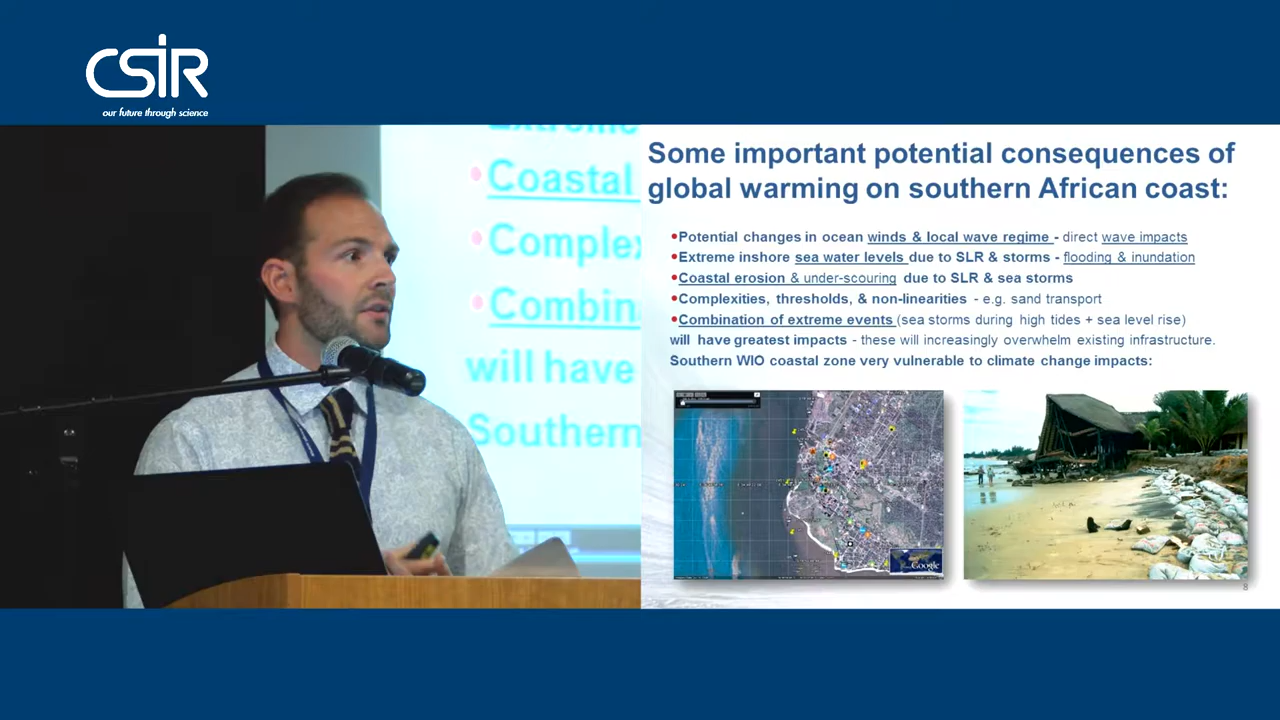 CSIR
our future through science
Extreme
•Coastal
•Complex
•Combin
will have
Southern
Some important potential consequences of
global warming on southern African coast:
•Potential changes in ocean winds & local wave regime - direct wave impacts
•Extreme inshore sea water levels due to SLR & storms - flooding & inundation
•Coastal erosion & under-scouring due to SLR & sea storms
•Complexities, thresholds, & non-linearities - e.g. sand transport
•Combination of extreme events (sea storms during high tides + sea level rise)
will have greatest impacts - these will increasingly overwhelm existing infrastructure.
Southern WIO coastal zone very vulnerable to climate change impacts:
Google
8